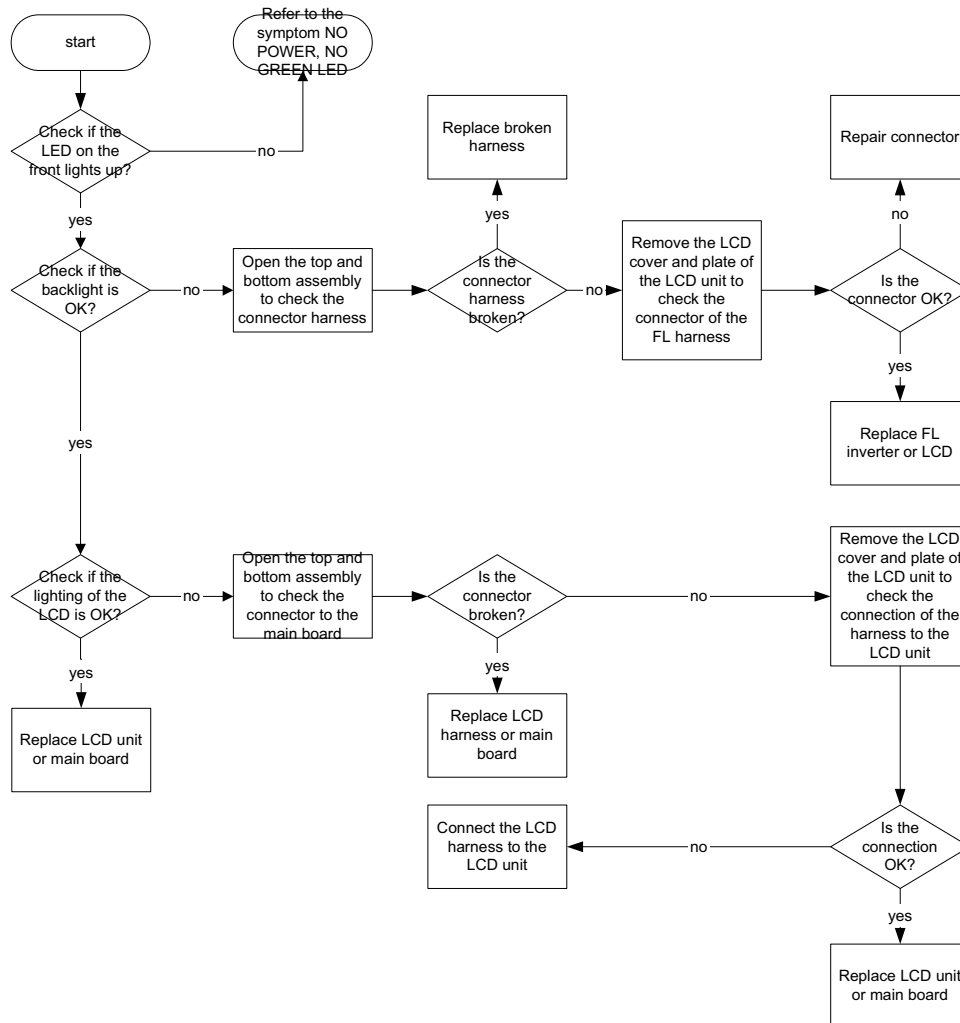 start
Refer to the
symptom NO
POWER, NO
GREEN LED
Check if the
LED on the
front lights up?
no
yes
Replace broken
harness
Repair connector
yes
no
Check if the
backlight is
OK?
no
Open the top and
bottom assembly
to check the
connector harness
Is the
connector
harness
broken?
no
Remove the LCD
cover and plate
of the LCD unit to
check the
connector of the
FL harness
Is the
connector OK?
yes
Replace FL
inverter or LCD
yes
Check if the
lighting of the
LCD is OK?
no
Open the top and
bottom assembly
to check the
connector to the
main board
Is the
connector
broken?
no
Remove the LCD
cover and plate of
the LCD unit to
check the
connection of the
harness to the
LCD unit
yes
Replace LCD unit
or main board
yes
Replace LCD
harness or main
board
Connect the LCD
harness to the
LCD unit
no
Is the
connection
OK?
yes
Replace LCD unit
or main board